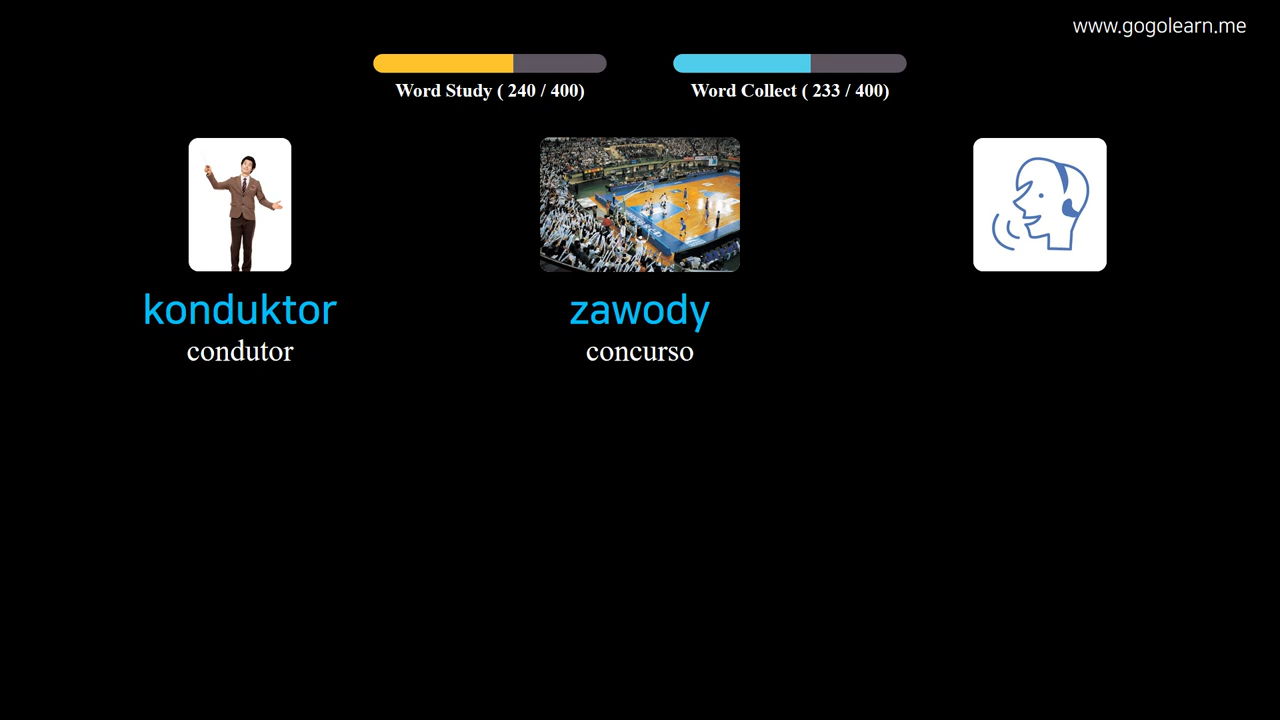 www.gogolearn.me
Word Study ( 240 / 400)
Word Collect ( 233 / 400)
konduktor
condutor
zawody
concurso